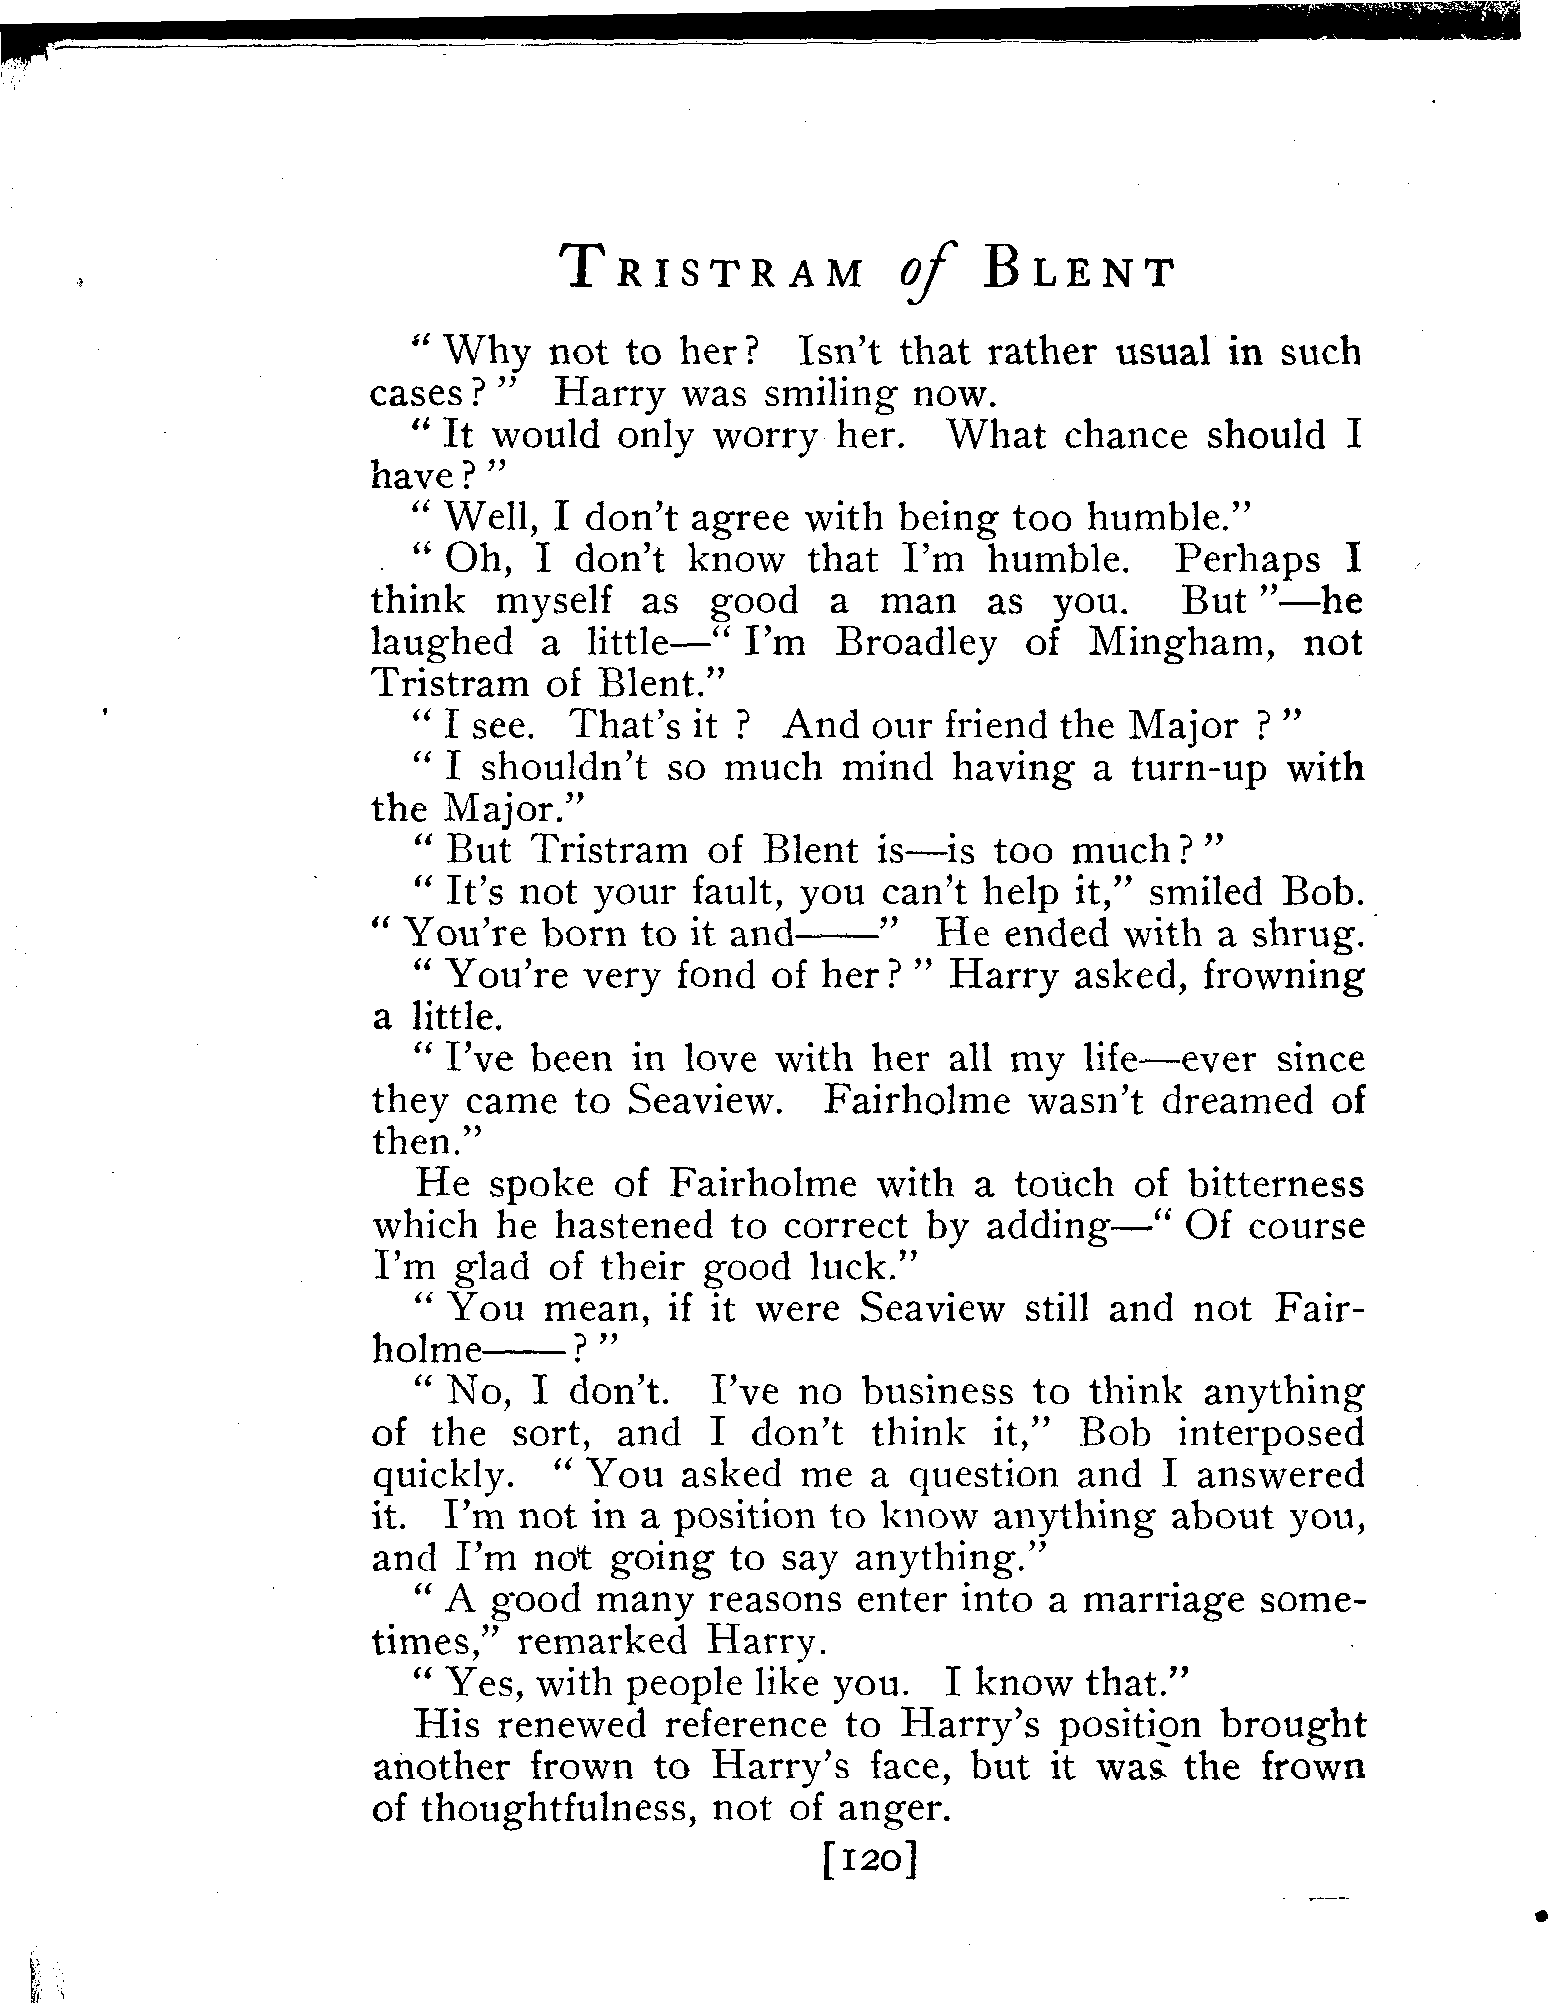 TRISTRAM of BLENT
“ Why not to her? Isn't that rather usual in such
cases? ” Harry was smiling now.
“ It would only worry her. What chance should I
have? ”
“ Well, I don't agree with being too humble.”
“ Oh, I don't know that I'm humble. Perhaps I
think myself as good a man as you. But ”—he
laughed a little—“ I'm Broadley of Mingham, not
Tristram of Blent.”
“ I see. That's it ? And our friend the Major ? ”
“ I shouldn't so much mind having a turn-up with
the Major.”
“ But Tristram of Blent is—is too much? ”
“ It's not your fault, you can't help it,” smiled Bob.
“ You're born to it and——” He ended with a shrug.
“ You're very fond of her? ” Harry asked, frowning
a little.
“ I've been in love with her all my life—ever since
they came to Seaview. Fairholme wasn't dreamed of
then.”
He spoke of Fairholme with a touch of bitterness
which he hastened to correct by adding—“ Of course
I'm glad of their good luck.”
“ You mean, if it were Seaview still and not Fair-
holme——? ”
“ No, I don't. I've no business to think anything
of the sort, and I don't think it,” Bob interposed
quickly. “ You asked me a question and I answered
it. I'm not in a position to know anything about you,
and I'm not going to say anything.”
“ A good many reasons enter into a marriage some-
times,” remarked Harry.
“ Yes, with people like you. I know that.”
His renewed reference to Harry's position brought
another frown to Harry's face, but it was the frown
of thoughtfulness, not of anger.
[120]